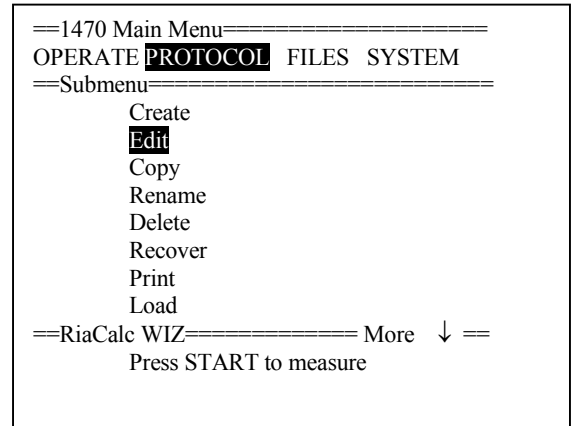 ==1470 Main Menu=====================
OPERATE PROTOCOL FILES SYSTEM
==Submenu==========================
Create
Edit
Copy
Rename
Delete
Recover
Print
Load
==RiaCalc WIZ============= More ↓ ==
Press START to measure